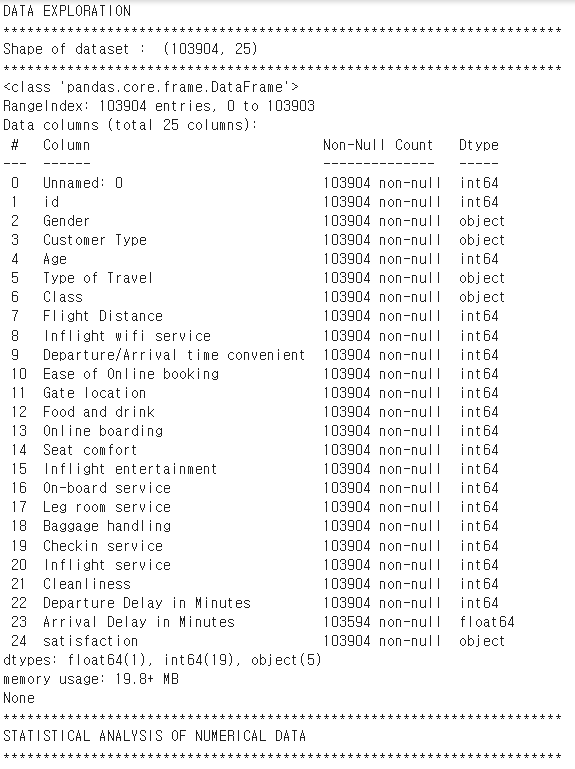 DATA EXPLORATION
**********************************************************************
Shape of dataset :  (103904, 25)
**********************************************************************
<class 'pandas.core.frame.DataFrame'>
RangeIndex: 103904 entries, 0 to 103903
Data columns (total 25 columns):
 #   Column                             Non-Null Count   Dtype
---  ------                             --------------   -----
 0   Unnamed: 0                         103904 non-null  int64
 1   id                                 103904 non-null  int64
 2   Gender                             103904 non-null  object
 3   Customer Type                      103904 non-null  object
 4   Age                                103904 non-null  int64
 5   Type of Travel                     103904 non-null  object
 6   Class                              103904 non-null  object
 7   Flight Distance                    103904 non-null  int64
 8   Inflight wifi service              103904 non-null  int64
 9   Departure/Arrival time convenient  103904 non-null  int64
 10  Ease of Online booking             103904 non-null  int64
 11  Gate location                      103904 non-null  int64
 12  Food and drink                     103904 non-null  int64
 13  Online boarding                    103904 non-null  int64
 14  Seat comfort                       103904 non-null  int64
 15  Inflight entertainment             103904 non-null  int64
 16  On-board service                   103904 non-null  int64
 17  Leg room service                   103904 non-null  int64
 18  Baggage handling                   103904 non-null  int64
 19  Checkin service                    103904 non-null  int64
 20  Inflight service                   103904 non-null  int64
 21  Cleanliness                        103904 non-null  int64
 22  Departure Delay in Minutes         103904 non-null  int64
 23  Arrival Delay in Minutes           103594 non-null  float64
 24  satisfaction                       103904 non-null  object
dtypes: float64(1), int64(19), object(5)
memory usage: 19.8+ MB
None
**********************************************************************
STATISTICAL ANALYSIS OF NUMERICAL DATA
**********************************************************************